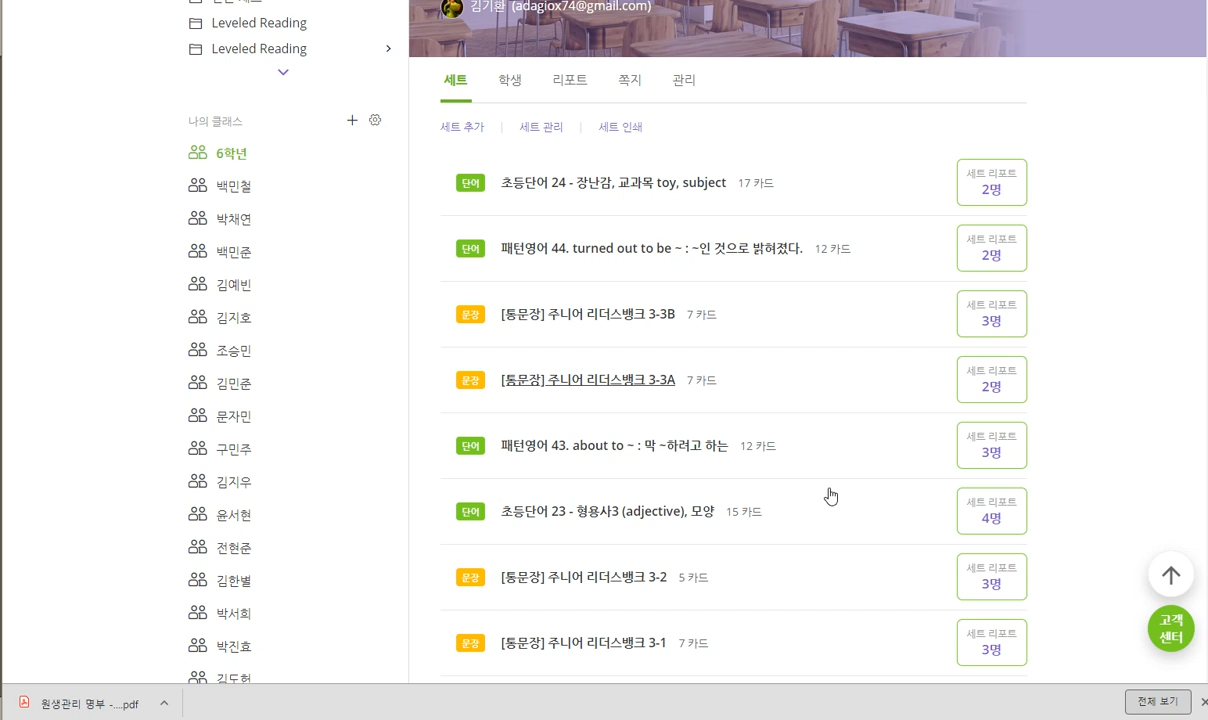 Leveled Reading
Leveled Reading
나의 클래스
6학년
백민철
박채연
백민준
김예빈
김지호
조승민
김민준
문자민
구민주
김지우
윤서현
전현준
김한별
박서희
박진효
김도헌
김기환 (adagiox74@gmail.com)
세트 학생 리포트 쪽지 관리
세트 추가 | 세트 관리 | 세트 인쇄
단어 초등단어 24 - 장난감, 교과목 toy, subject 17 카드 세트 리포트
2명
단어 패턴영어 44. turned out to be ~ : ~인 것으로 밝혀졌다. 12 카드 세트 리포트
2명
문장 [통문장] 주니어 리더스뱅크 3-3B 7 카드 세트 리포트
3명
문장 [통문장] 주니어 리더스뱅크 3-3A 7 카드 세트 리포트
2명
단어 패턴영어 43. about to ~ : 막 ~하려고 하는 12 카드 세트 리포트
3명
단어 초등단어 23 - 형용사3 (adjective), 모양 15 카드 세트 리포트
4명
문장 [통문장] 주니어 리더스뱅크 3-2 5 카드 세트 리포트
3명
문장 [통문장] 주니어 리더스뱅크 3-1 7 카드 세트 리포트
3명
고객
센터
원생관리 명부 -....pdf
전체 보기